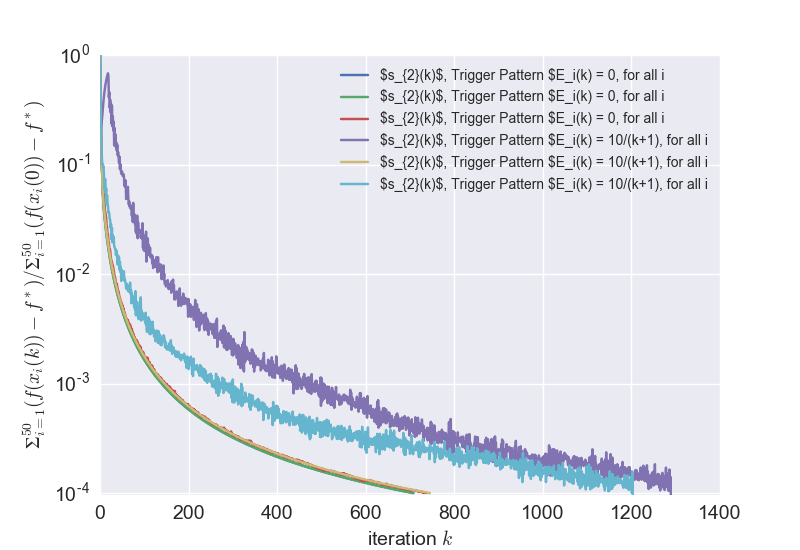 $s_{2}(k)$, Trigger Pattern $E_i(k) = 0, for all i
$s_{2}(k)$, Trigger Pattern $E_i(k) = 0, for all i
$s_{2}(k)$, Trigger Pattern $E_i(k) = 0, for all i
$s_{2}(k)$, Trigger Pattern $E_i(k) = 10/(k+1), for all i
$s_{2}(k)$, Trigger Pattern $E_i(k) = 10/(k+1), for all i
$s_{2}(k)$, Trigger Pattern $E_i(k) = 10/(k+1), for all i
10^0
10^{-1}
10^{-2}
10^{-3}
10^{-4}
Σ_{i=1}^{50}(f(x_i(k)) − f*)/Σ_{i=1}^{50}(f(x_i(0)) − f*)
0 200 400 600 800 1000 1200 1400
iteration k